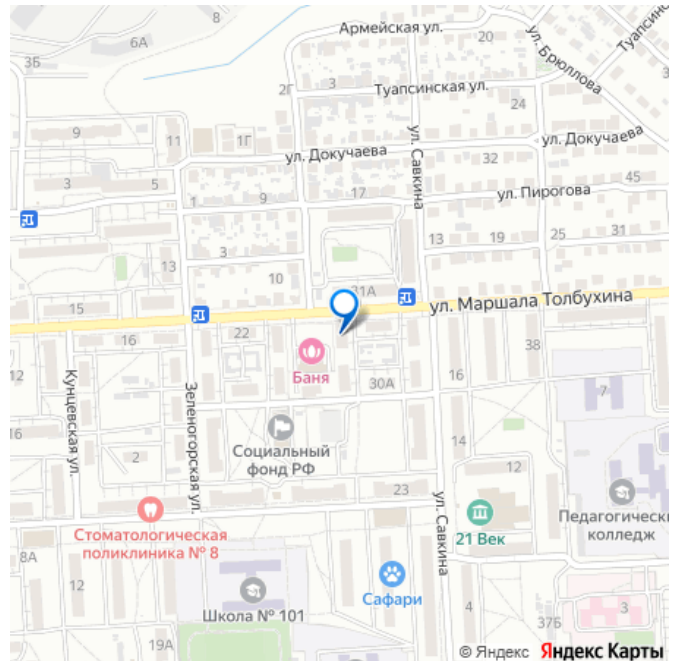 8
Армейская ул.
20
6А
3Б
ул. Брюллова
Туапсинск
2Г
3
Туапсинская ул.
24
9
11
1Г
ул. Докучаева
ул. Савкина
32
ул. Докучаева
3
5
9
17
ул. Пирогова
45
1
3
13
19
25
31
13
10
31А
15
ул. Маршала Толбухина
16
22
38
12
Баня
30А
16
7
Кунцевская ул.
Зеленогорская ул.
16
2
Социальный
фонд РФ
14
12
23
Стоматологическая
поликлиника № 8
ул. Савкина
21 Век
Педагогически
колледж
8А
12
Сафари
Школа № 101
4
3
37Б
19А
© Яндекс Яндекс Карты